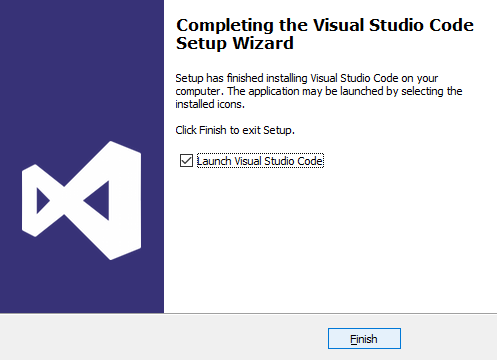 Completing the Visual Studio Code
Setup Wizard
Setup has finished installing Visual Studio Code on your
computer. The application may be launched by selecting the
installed icons.
Click Finish to exit Setup.
Launch Visual Studio Code
Finish